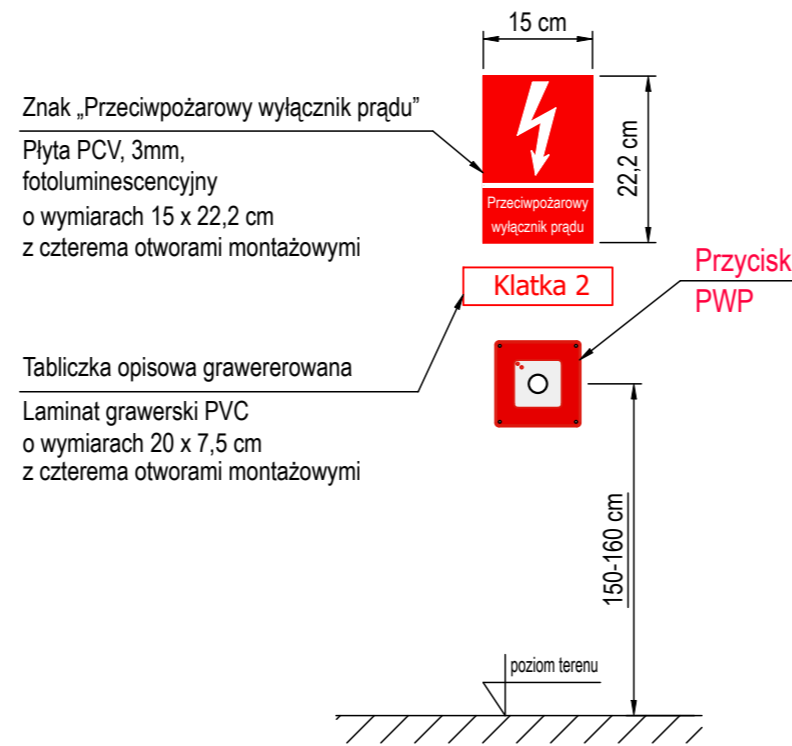 15 cm
Znak „Przeciwpożarowy wyłącznik prądu”
Płyta PCV, 3mm,
fotoluminescencyjny
o wymiarach 15 x 22,2 cm
z czterema otworami montażowymi
22,2 cm
Przeciwpożarowy
wyłącznik prądu
Klatka 2
Przycisk
PWP
Tabliczka opisowa grawererowana
Laminat grawerski PVC
o wymiarach 20 x 7,5 cm
z czterema otworami montażowymi
150-160 cm
poziom terenu